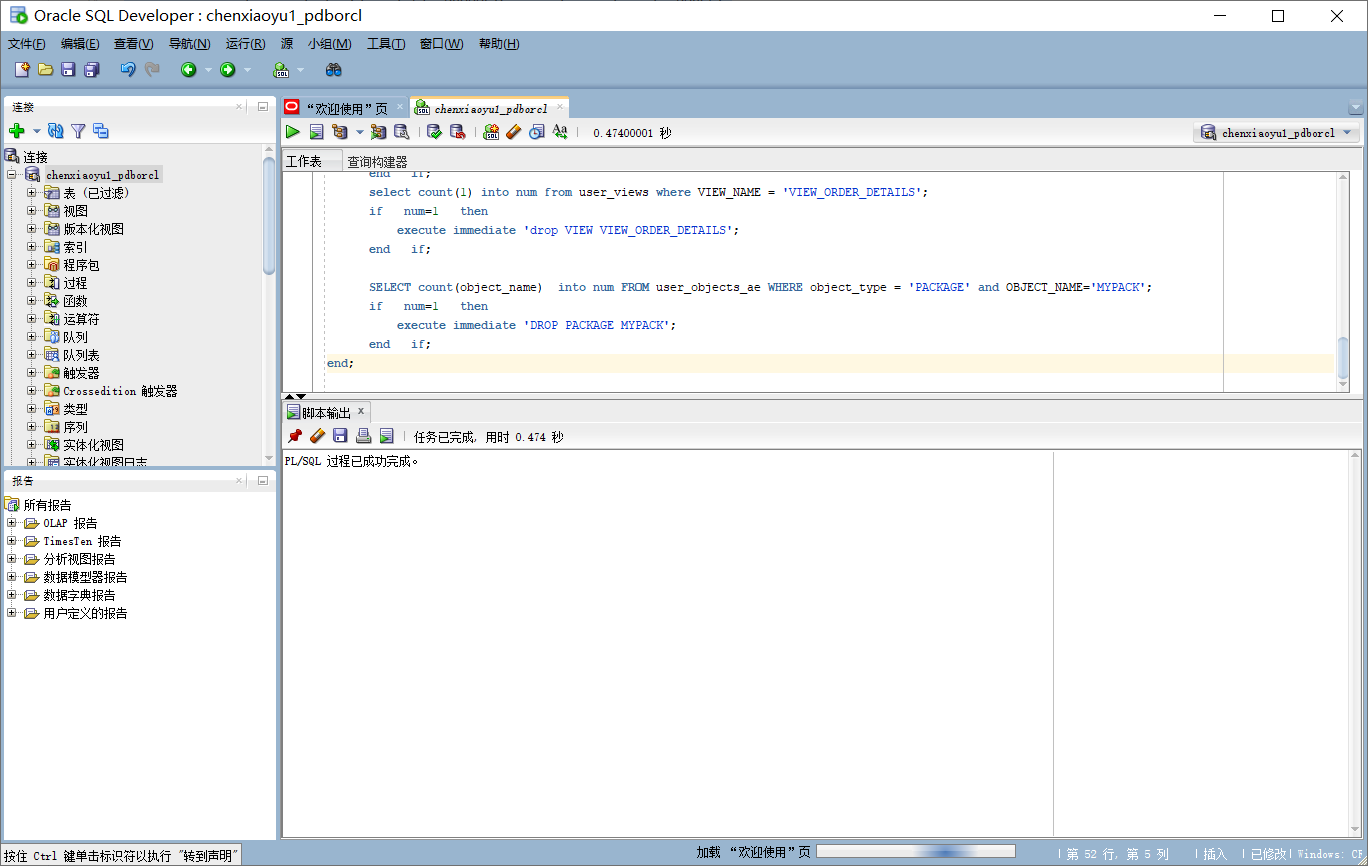 Oracle SQL Developer : chenxiaoyu1_pdborcl
文件(F) 编辑(E) 查看(V) 导航(N) 运行(R) 源 小组(M) 工具(T) 窗口(W) 帮助(H)
连接
连接
chenxiaoyu1_pdborcl
表 (已过滤)
视图
版本化视图
索引
程序包
过程
函数
运算符
队列
队列表
触发器
Crossedition 触发器
类型
序列
实体化视图
实体化视图日志
报告
所有报告
OLAP 报告
TimesTen 报告
分析视图报告
数据模型器报告
数据字典报告
用户定义的报告
“欢迎使用”页 chenxiaoyu1_pdborcl
0.47400001 秒 chenxiaoyu1_pdborcl
工作表 查询构建器
end if;
select count(1) into num from user_views where VIEW_NAME = 'VIEW_ORDER_DETAILS';
if num=1 then
execute immediate 'drop VIEW VIEW_ORDER_DETAILS';
end if;
SELECT count(object_name) into num FROM user_objects_ae WHERE object_type = 'PACKAGE' and OBJECT_NAME='MYPACK';
if num=1 then
execute immediate 'DROP PACKAGE MYPACK';
end if;
end;
脚本输出 x
任务已完成, 用时 0.474 秒
PL/SQL 过程已成功完成。
按住 Ctrl 键单击标识符以执行 "转到声明" 加载 “欢迎使用”页 第 52 行, 第 5 列 插入 已修改 Windows: CR